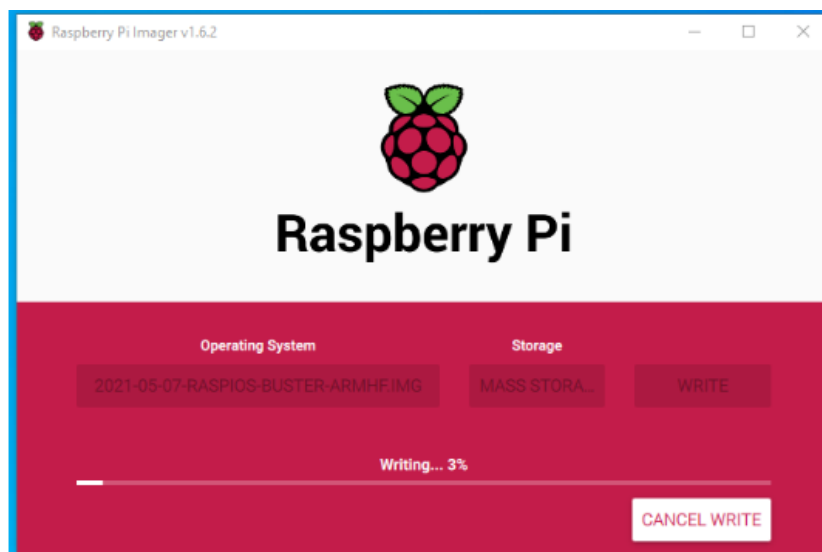 Raspberry Pi Imager v1.6.2
Raspberry Pi
Operating System
Storage
2021-05-07-RASPIOS-BUSTER-ARMHF.IMG
MASS STORA...
WRITE
Writing... 3%
CANCEL WRITE